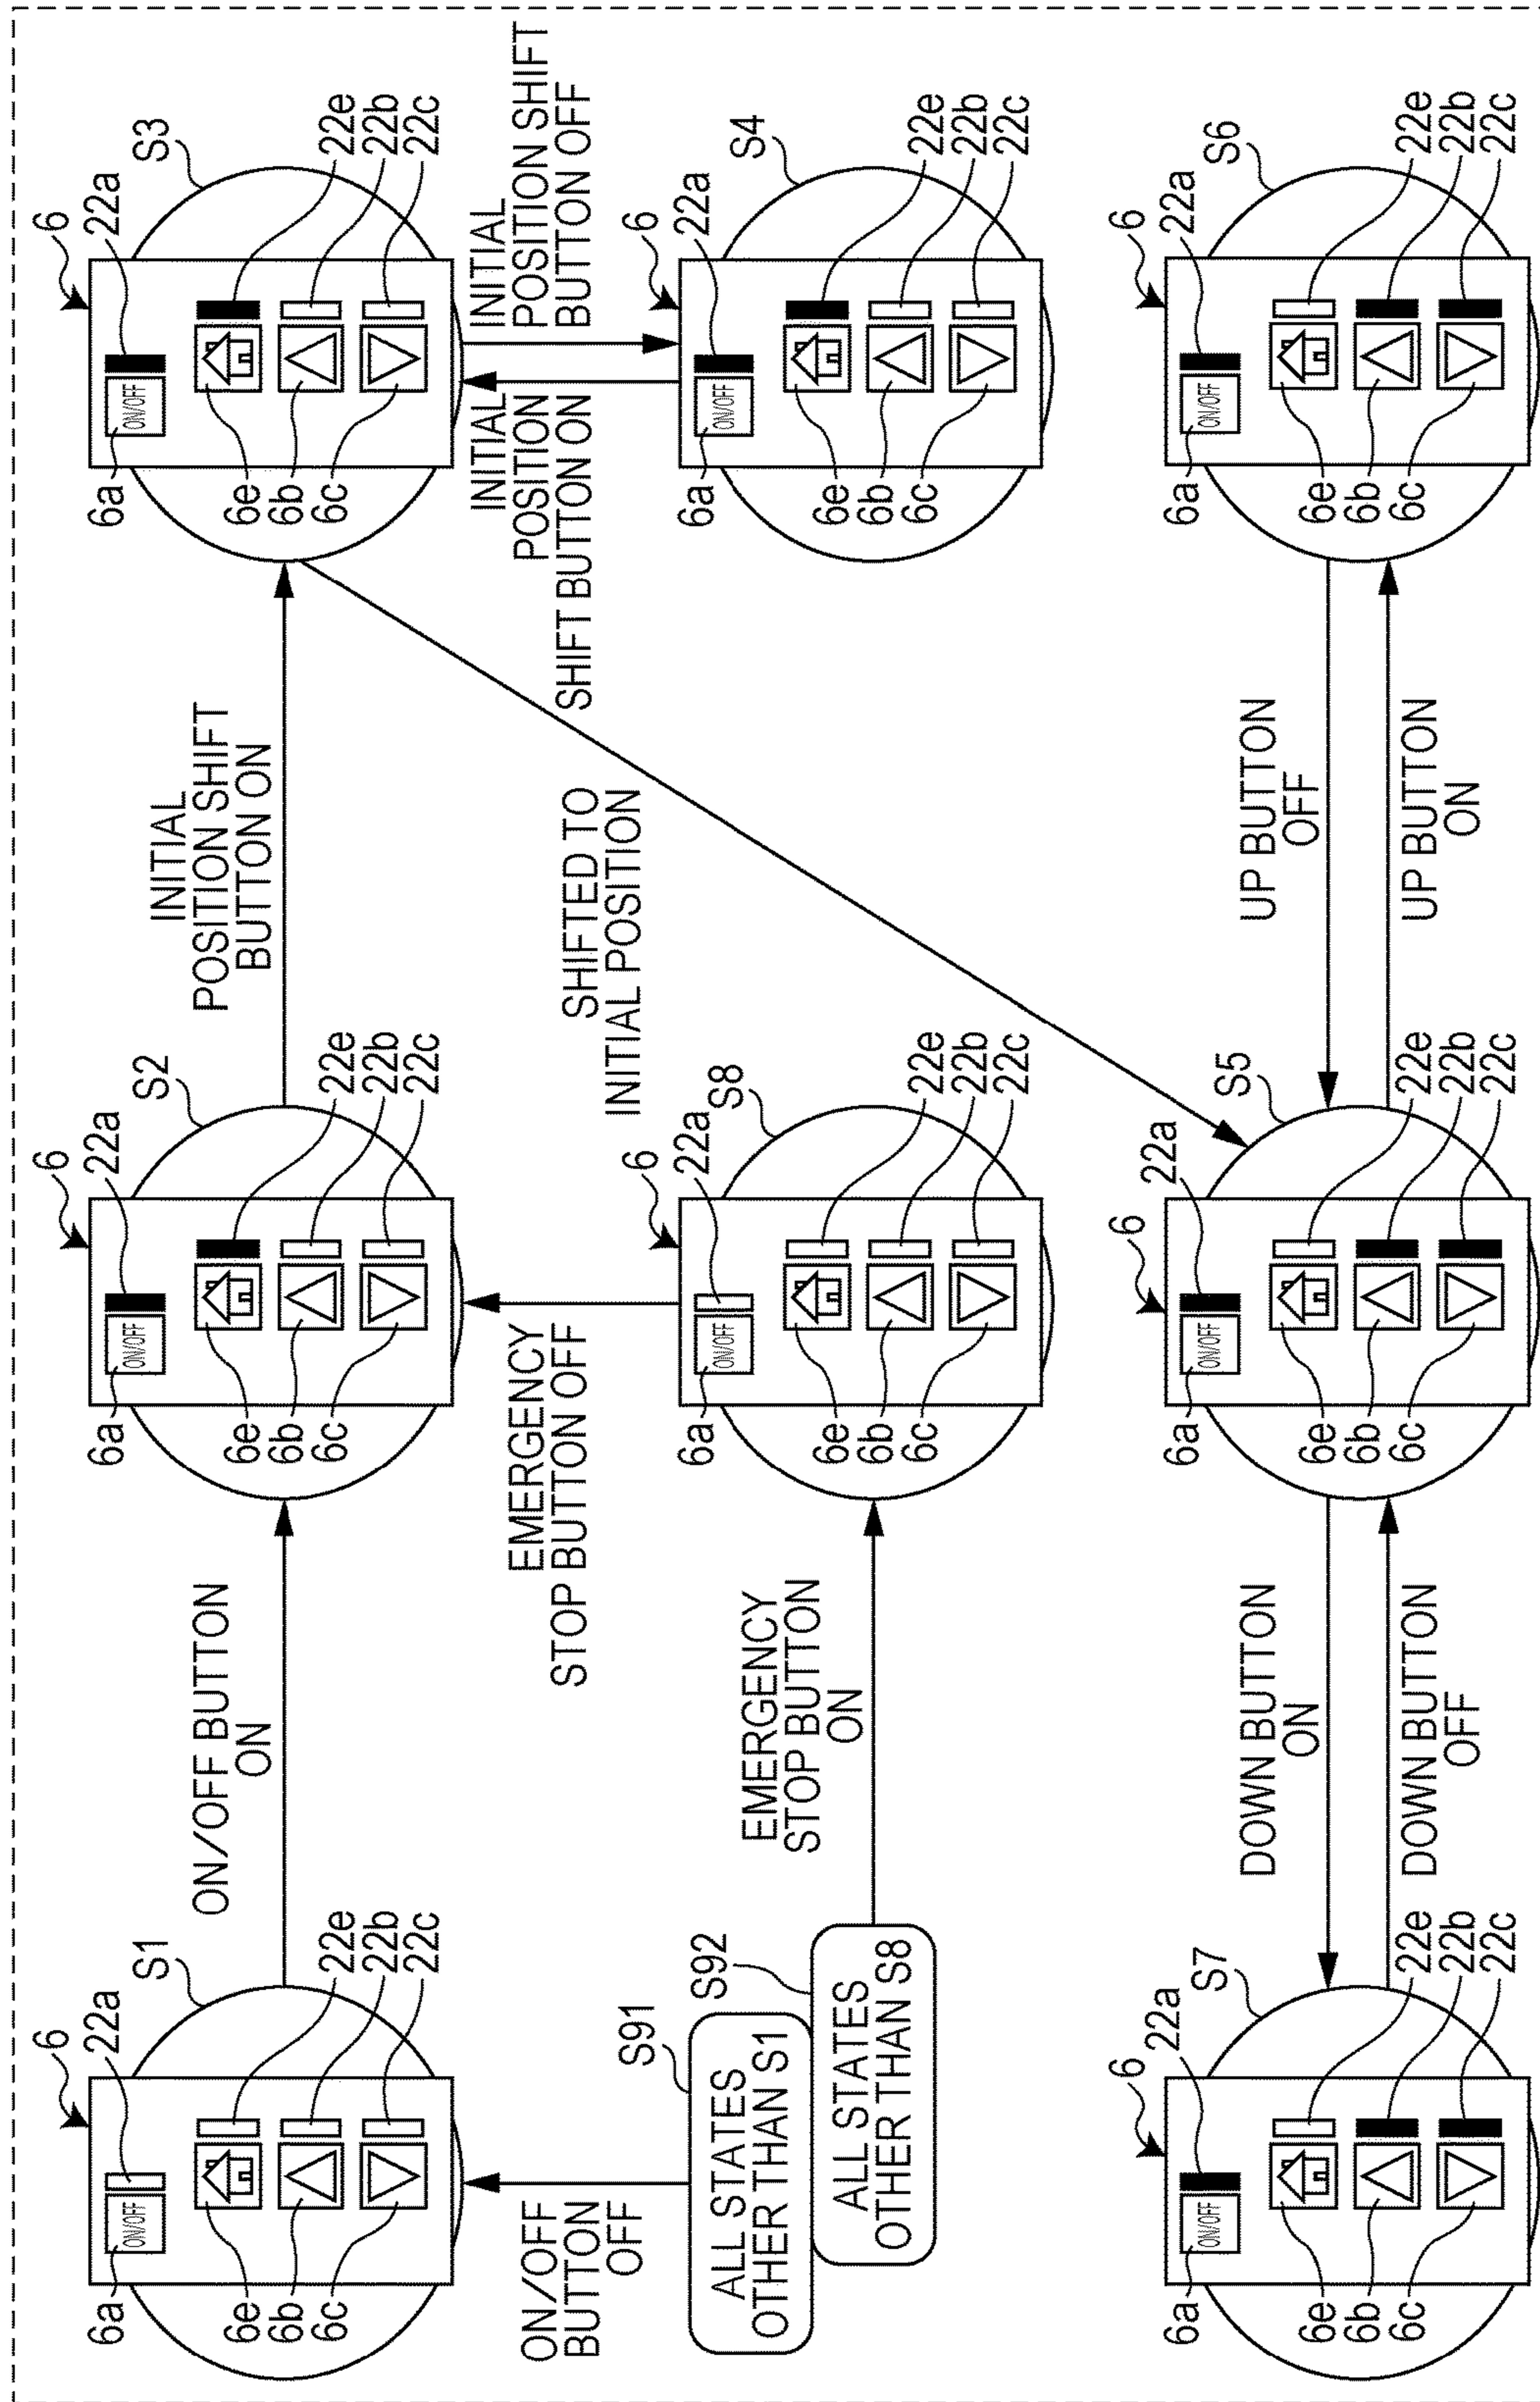 6
22a
S1
6a
ON/OFF
6e
6b
6c
22e
22b
22c
ON/OFF BUTTON
ON
6
22a
S2
6a
ON/OFF
6e
6b
6c
22e
22b
22c
INITIAL
POSITION SHIFT
BUTTON ON
6
22a
S3
6a
ON/OFF
6e
6b
6c
22e
22b
22c
ON/OFF
BUTTON
OFF
EMERGENCY
STOP BUTTON OFF
SHIFTED TO
INITIAL POSITION
INITIAL
POSITION
SHIFT BUTTON ON
INITIAL
POSITION SHIFT
BUTTON OFF
S91
ALL STATES
OTHER THAN S1
S92
ALL STATES
OTHER THAN S8
EMERGENCY
STOP BUTTON
ON
6
22a
S8
6a
ON/OFF
6e
6b
6c
22e
22b
22c
6
22a
S4
6a
ON/OFF
6e
6b
6c
22e
22b
22c
6
22a
S7
6a
ON/OFF
6e
6b
6c
22e
22b
22c
DOWN BUTTON
ON
DOWN BUTTON
OFF
6
22a
S5
6a
ON/OFF
6e
6b
6c
22e
22b
22c
UP BUTTON
OFF
UP BUTTON
ON
6
22a
S6
6a
ON/OFF
6e
6b
6c
22e
22b
22c